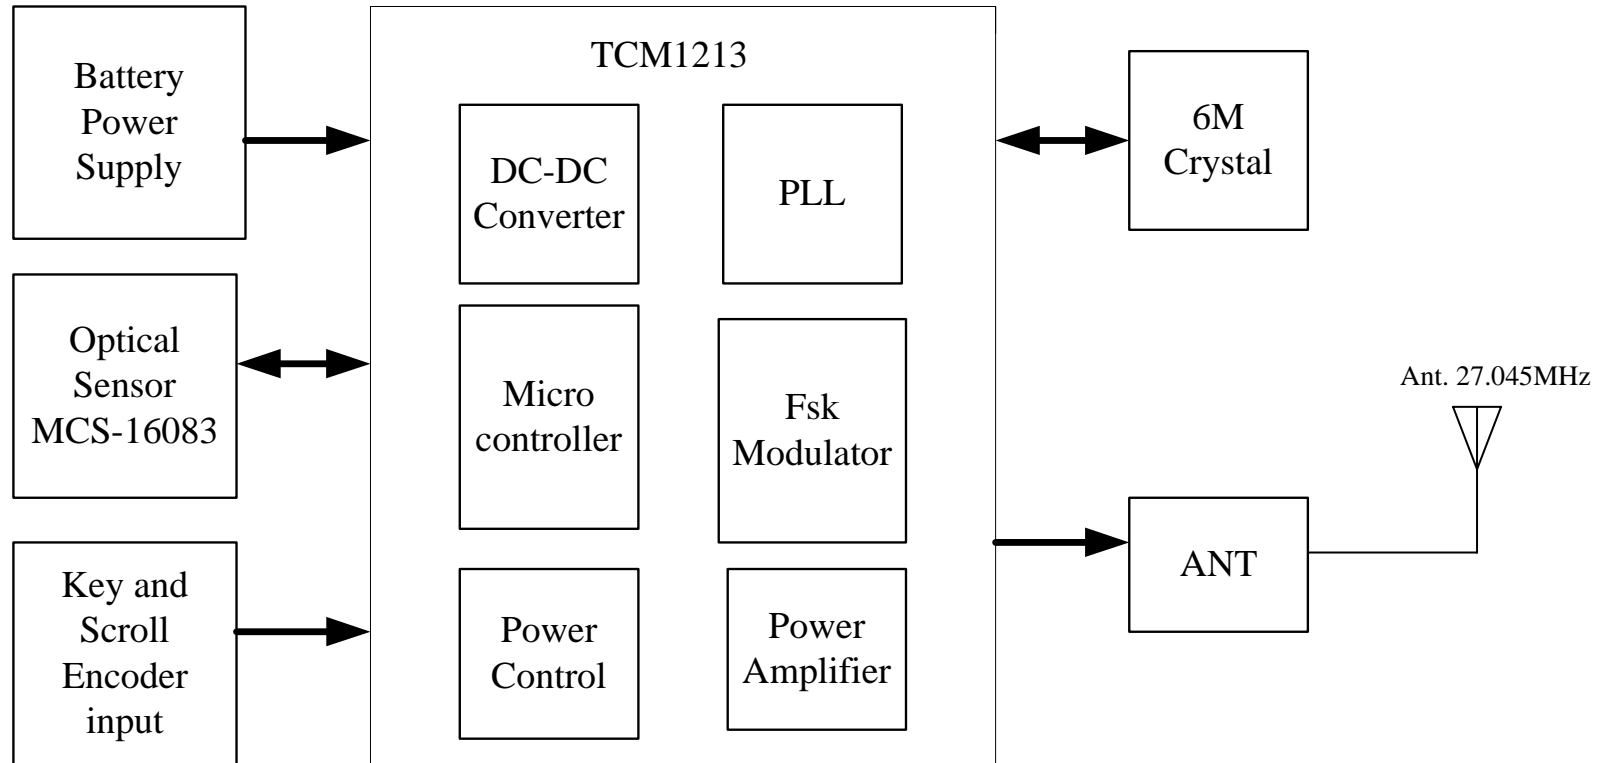 Battery
Power
Supply
Optical
Sensor
MCS-16083
Key and
Scroll
Encoder
input
TCM1213
DC-DC
Converter
PLL
Micro
controller
Fsk
Modulator
Power
Control
Power
Amplifier
6M
Crystal
Ant. 27.045MHz
ANT